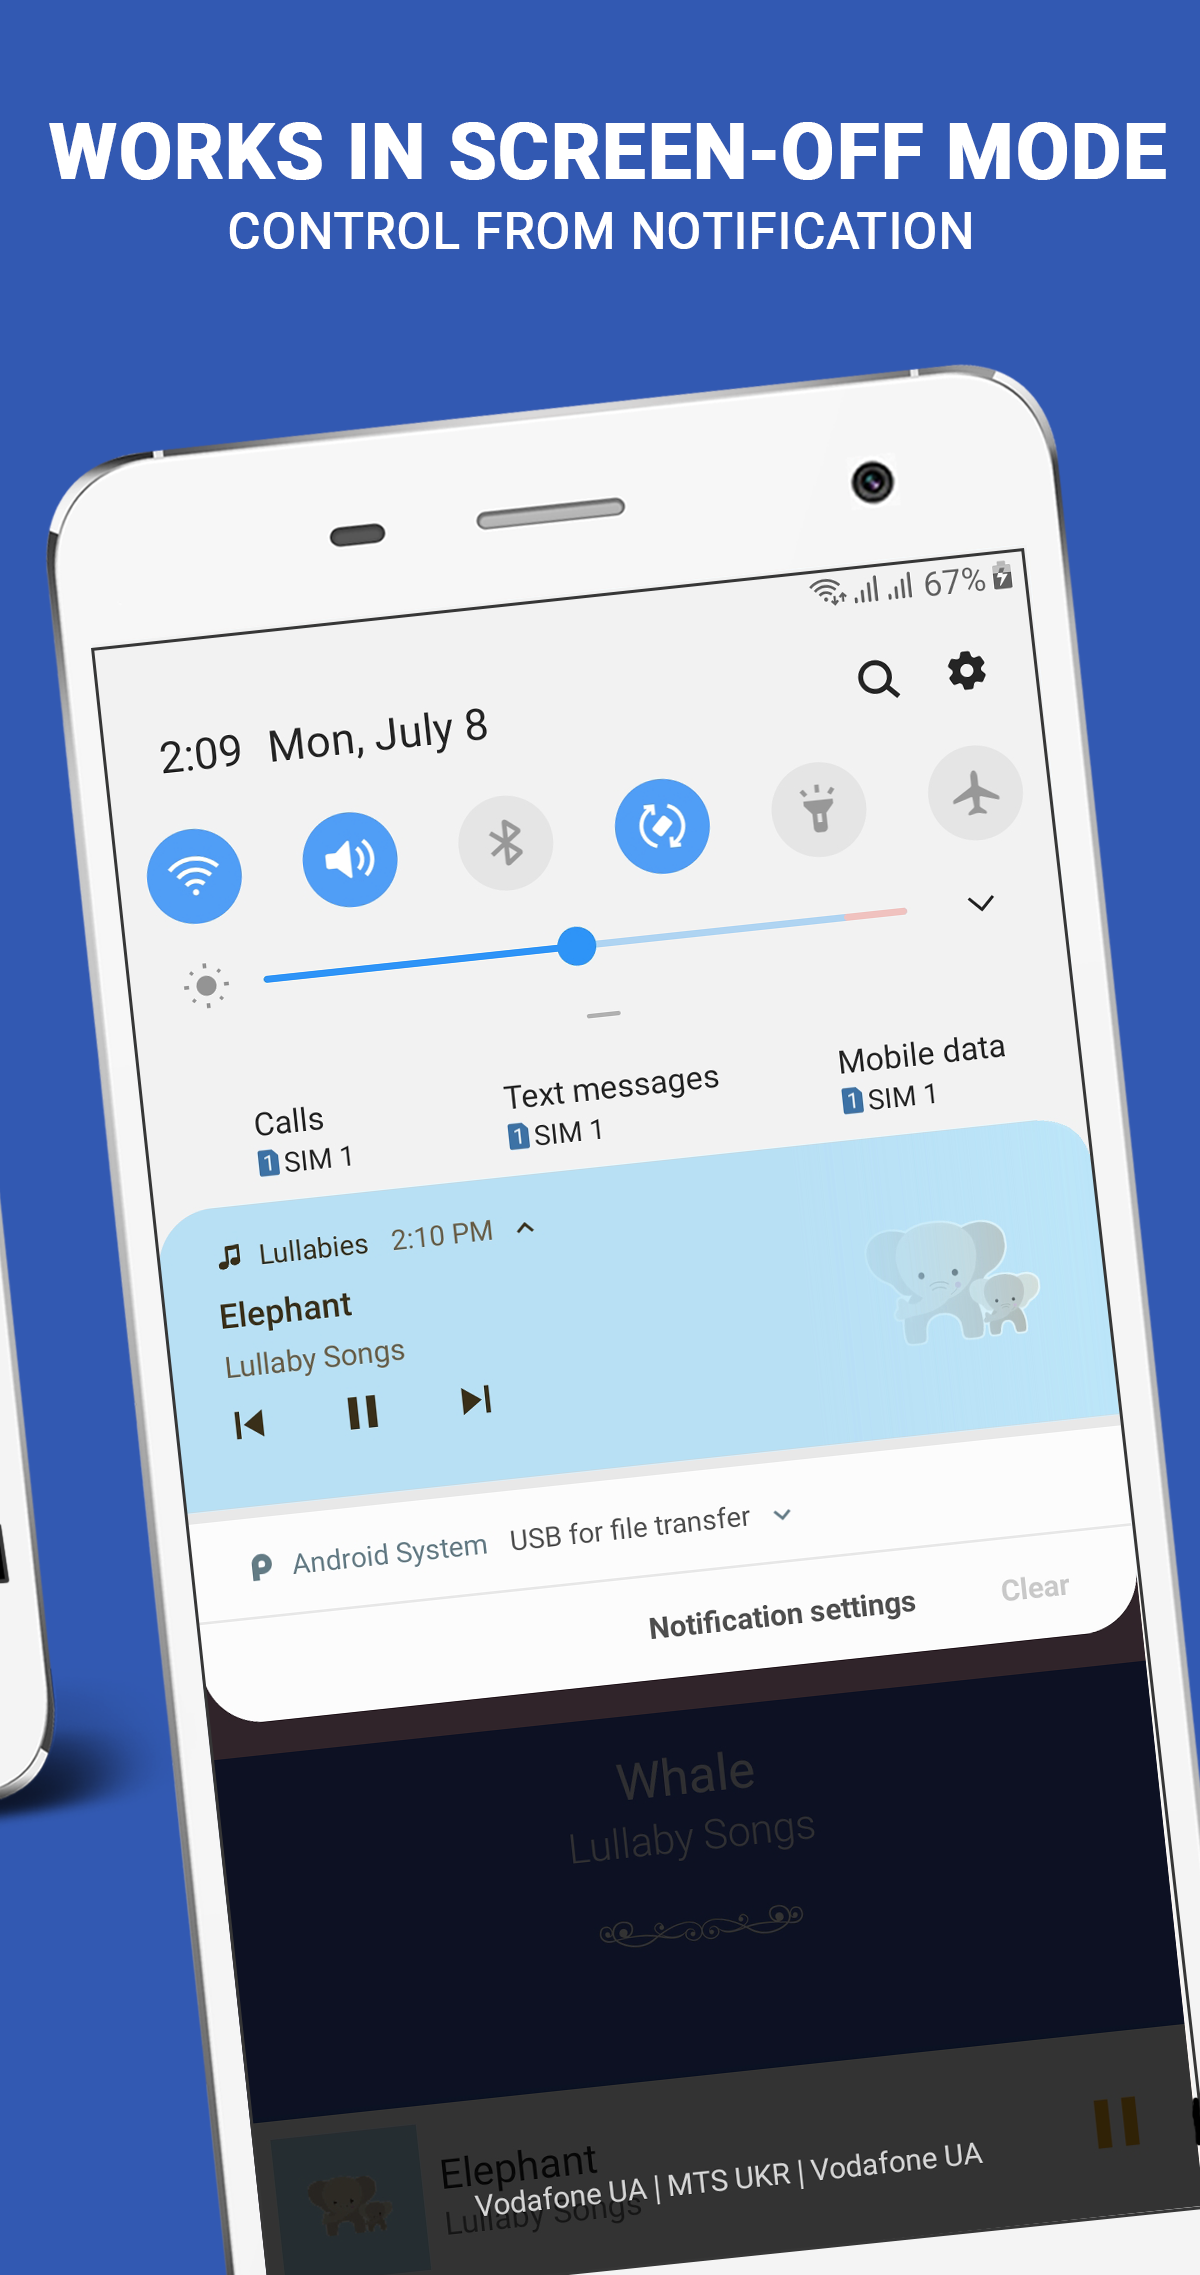 WORKS IN SCREEN-OFF MODE
CONTROL FROM NOTIFICATION
67%
2:09 Mon, July 8
Calls
1 SIM 1
Text messages
1 SIM 1
Mobile data
1 SIM 1
Lullabies 2:10 PM
Elephant
Lullaby Songs
Android System USB for file transfer
Notification settings Clear
Whale
Lullaby Songs
Elephant
Vodafone UA | MTS UKR | Vodafone UA
Lullaby Songs